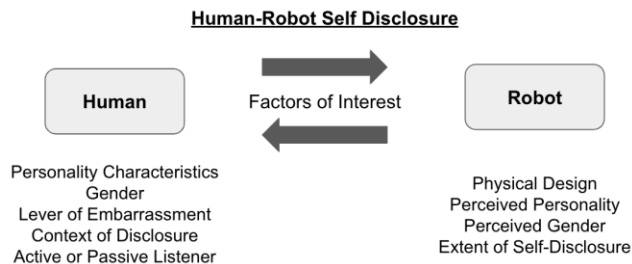 Human-Robot Self Disclosure
Human
Factors of Interest
Robot
Personality Characteristics
Gender
Lever of Embarrassment
Context of Disclosure
Active or Passive Listener
Physical Design
Perceived Personality
Perceived Gender
Extent of Self-Disclosure